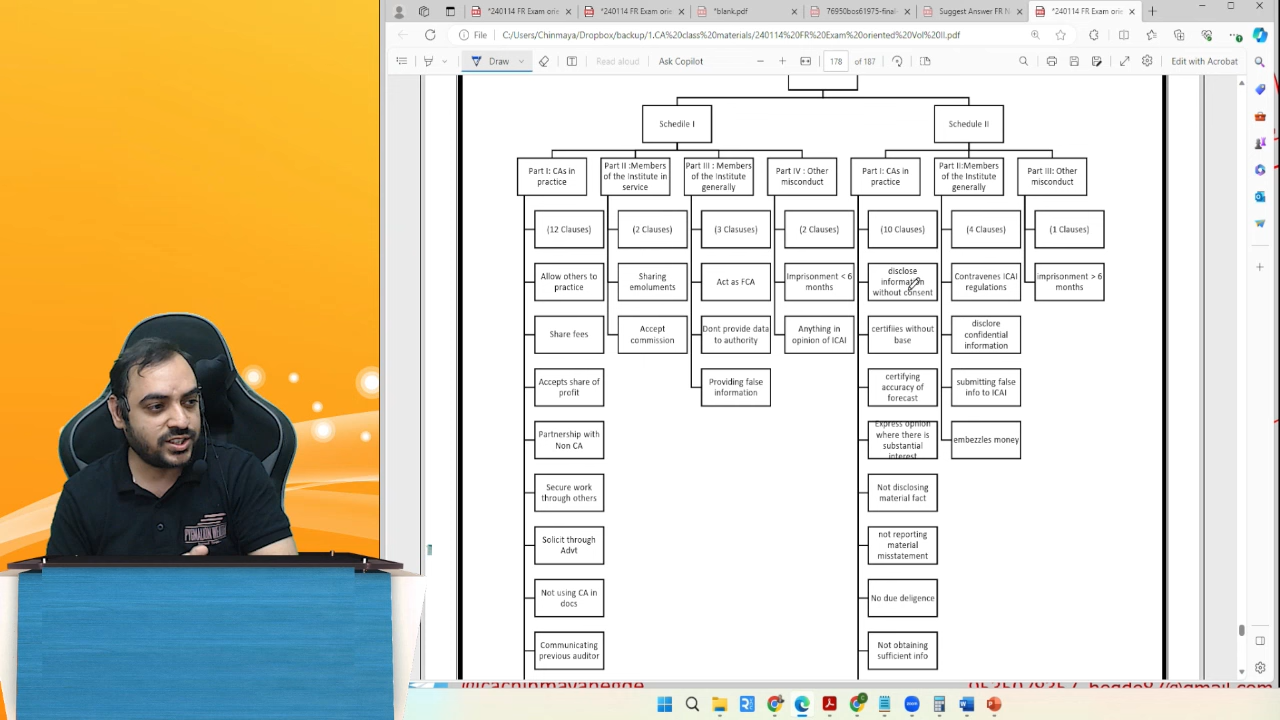 *240114 FR Exam orie
*240114 FR Exam orie
*blank.pdf
76950bos61975-final-
Suggest Answer FR N
*240114 FR Exam orie
File
C:/Users/Chinmaya/Dropbox/backup/1.CA%20class%20materials/240114%20FR%20Exam%20oriented%20Vol%20II.pdf
Draw
Read aloud
Ask Copilot
178
of 187
Edit with Acrobat
Schedile I
Schedule II
Part I: CAs in
practice
Part II :Members
of the Institute in
service
Part III : Members
of the Institute
generally
Part IV : Other
misconduct
Part I: CAs in
practice
Part II:Members
of the Institute
generally
Part III: Other
misconduct
(12 Clauses)
(2 Clauses)
(3 Clauses)
(2 Clauses)
(10 Clauses)
(4 Clauses)
(1 Clauses)
Allow others to
practice
Sharing
emoluments
Act as FCA
Imprisonment < 6
months
disclose
information
without consent
Contravenes ICAI
regulations
imprisonment > 6
months
Share fees
Accept
commission
Dont provide data
to authority
Anything in
opinion of ICAI
certifiies without
base
disclore
confidential
information
Accepts share of
profit
Providing false
information
certifying
accuracy of
forecast
submitting false
info to ICAI
Partnership with
Non CA
Express opnion
where there is
substantial
interest
embezzles money
Secure work
through others
Not disclosing
material fact
Solicit through
Advt
not reporting
material
misstatement
Not using CA in
docs
No due deligence
Communicating
previous auditor
Not obtaining
sufficient info
PYGMALION WEALTH